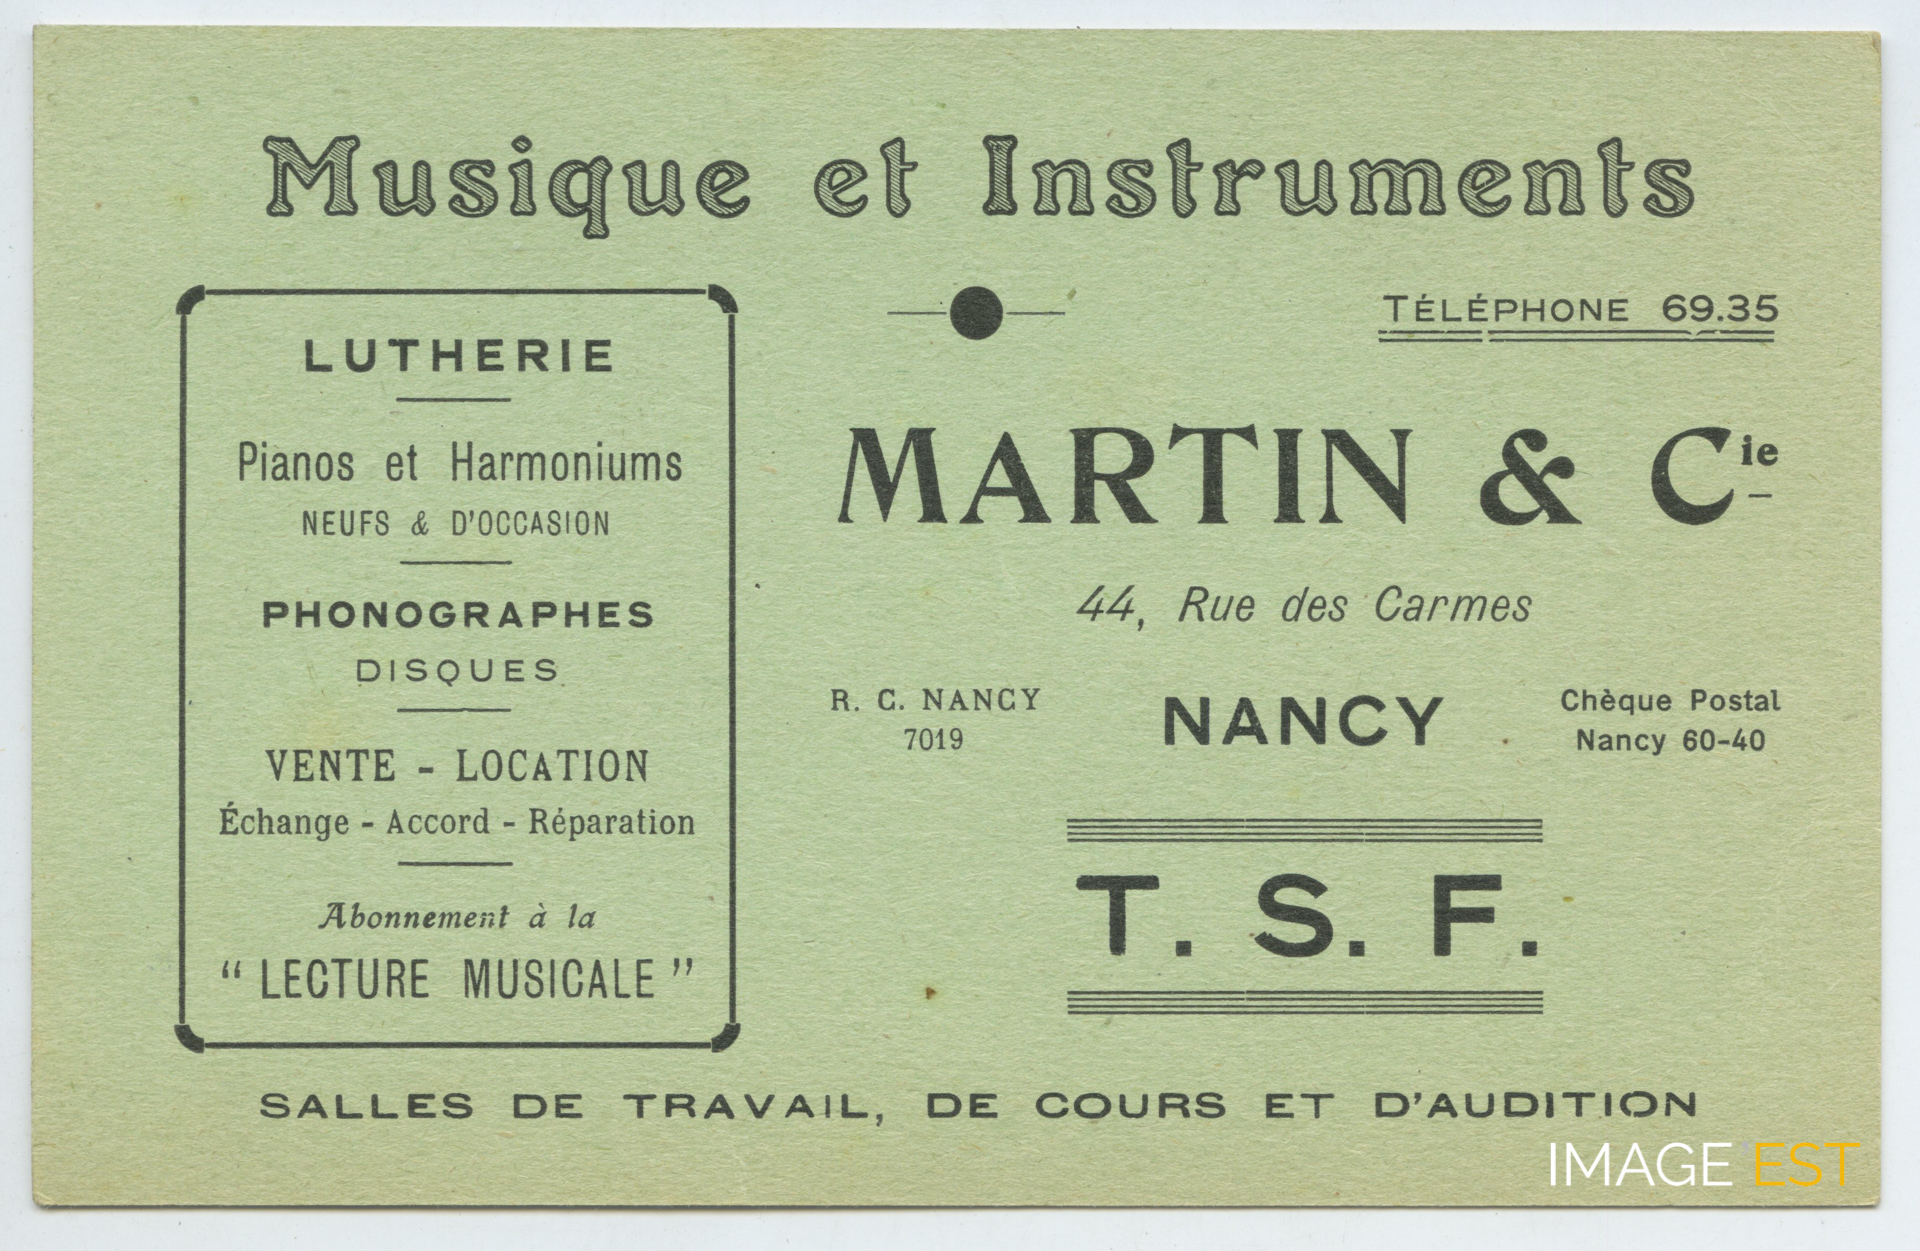 Musique et Instruments
LUTHERIE
Pianos et Harmoniums
NEUFS & D'OCCASION
PHONOGRAPHES
DISQUES
VENTE - LOCATION
Échange - Accord - Réparation
Abonnement à la
“ LECTURE MUSICALE ”
TÉLÉPHONE 69.35
MARTIN & Cie
44, Rue des Carmes
R. C. NANCY
7019
NANCY
Chèque Postal
Nancy 60-40
T. S. F.
SALLES DE TRAVAIL, DE COURS ET D'AUDITION
IMAGE EST